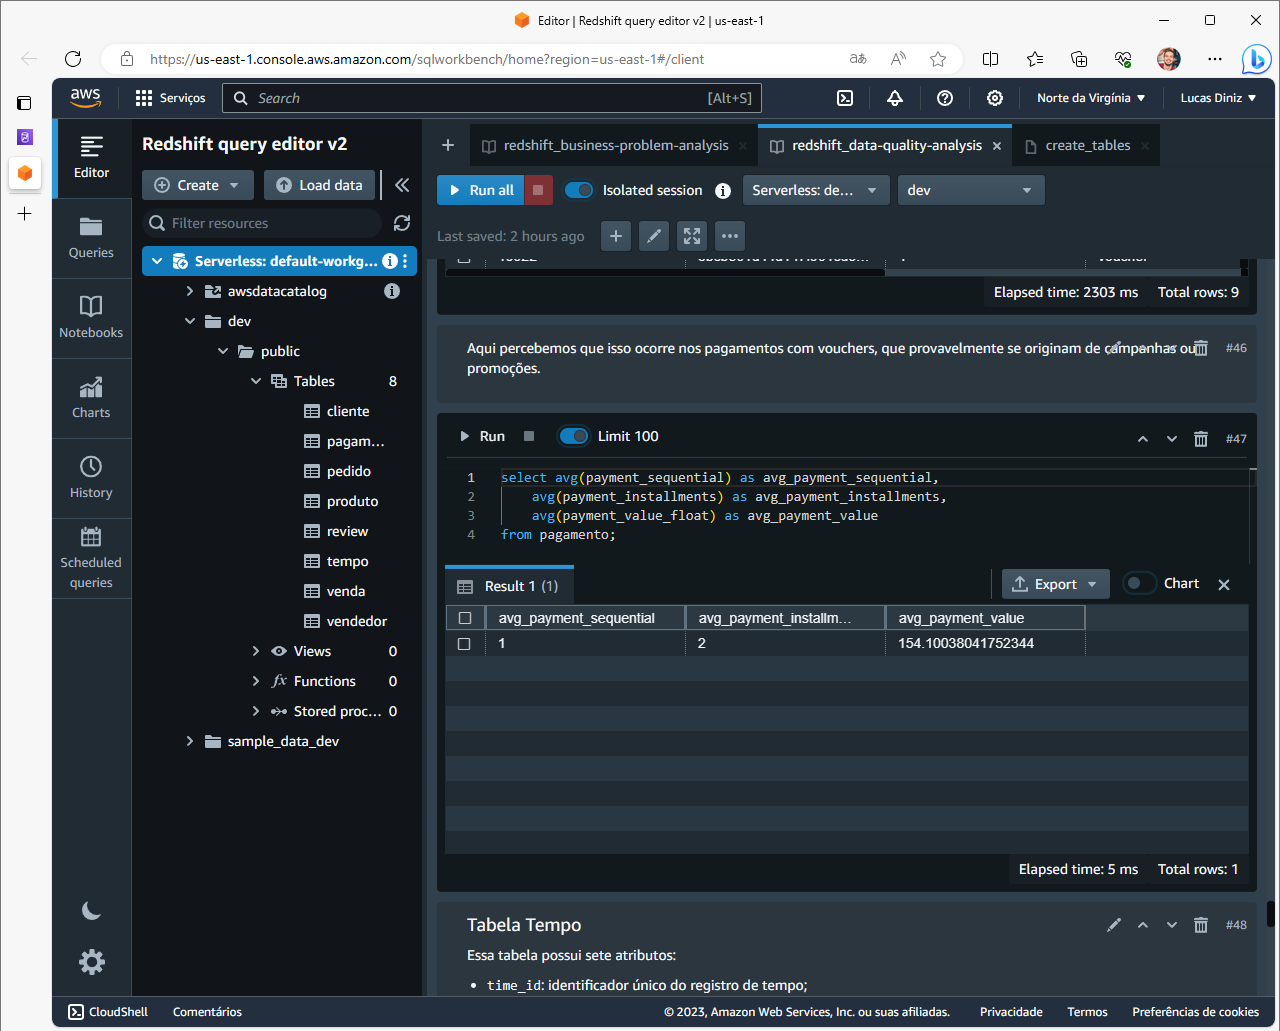 Editor | Redshift query editor v2 | us-east-1
https://us-east-1.console.aws.amazon.com/sqlworkbench/home?region=us-east-1#/client
aws
Serviços
Search
[Alt+S]
Norte da Virgínia
Lucas Diniz
Editor
Queries
Notebooks
Charts
History
Scheduled
queries
Redshift query editor v2
Create
Load data
Filter resources
Serverless: default-workg...
awsdatacatalog
dev
public
Tables 8
cliente
pagam...
pedido
produto
review
tempo
venda
vendedor
Views 0
Functions 0
Stored proc... 0
sample_data_dev
redshift_business-problem-analysis
redshift_data-quality-analysis
create_tables
Run all
Isolated session
Serverless: de...
dev
Last saved: 2 hours ago
Elapsed time: 2303 ms Total rows: 9
Aqui percebemos que isso ocorre nos pagamentos com vouchers, que provavelmente se originam de campanhas ou
promoções.
#46
Run
Limit 100
#47
1 select avg(payment_sequential) as avg_payment_sequential,
2 avg(payment_installments) as avg_payment_installments,
3 avg(payment_value_float) as avg_payment_value
4 from pagamento;
Result 1 (1)
Export
Chart
avg_payment_sequential avg_payment_installm... avg_payment_value
1 2 154.10038041752344
Elapsed time: 5 ms Total rows: 1
Tabela Tempo
#48
Essa tabela possui sete atributos:
• time_id: identificador único do registro de tempo;
CloudShell
Comentários
© 2023, Amazon Web Services, Inc. ou suas afiliadas.
Privacidade
Termos
Preferências de cookies